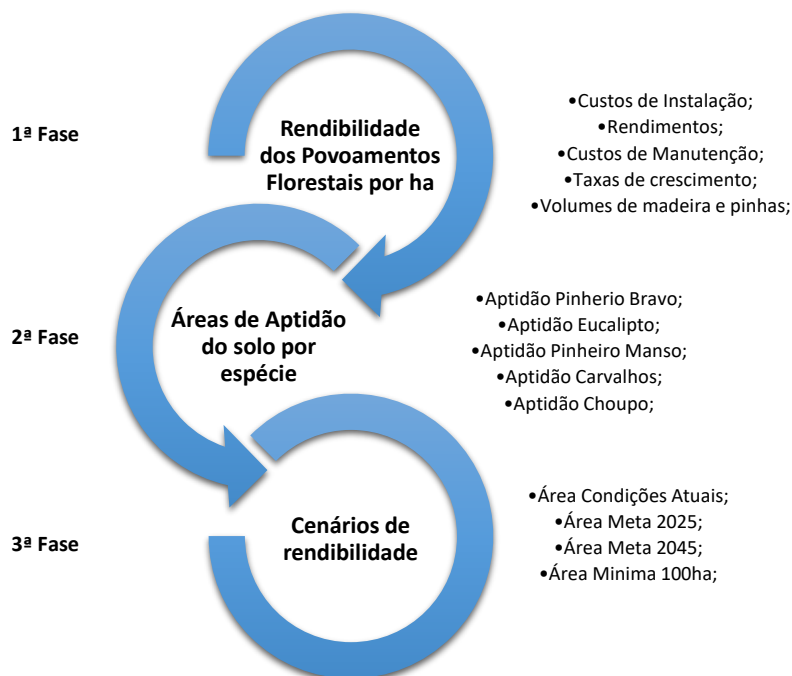 1ª Fase
Rendibilidade
dos Povoamentos
Florestais por ha
•Custos de Instalação;
•Rendimentos;
•Custos de Manutenção;
•Taxas de crescimento;
•Volumes de madeira e pinhas;
2ª Fase
Áreas de Aptidão
do solo por
espécie
•Aptidão Pinherio Bravo;
•Aptidão Eucalipto;
•Aptidão Pinheiro Manso;
•Aptidão Carvalhos;
•Aptidão Choupo;
3ª Fase
Cenários de
rendibilidade
•Área Condições Atuais;
•Área Meta 2025;
•Área Meta 2045;
•Área Minima 100ha;